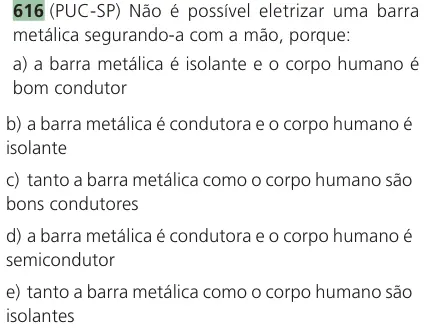 616 (PUC-SP) Não é possível eletrizar uma barra
metálica segurando-a com a mão, porque:
a) a barra metálica é isolante e o corpo humano é
bom condutor
b) a barra metálica é condutora e o corpo humano é
isolante
c) tanto a barra metálica como o corpo humano são
bons condutores
d) a barra metálica é condutora e o corpo humano é
semicondutor
e) tanto a barra metálica como o corpo humano são
isolantes